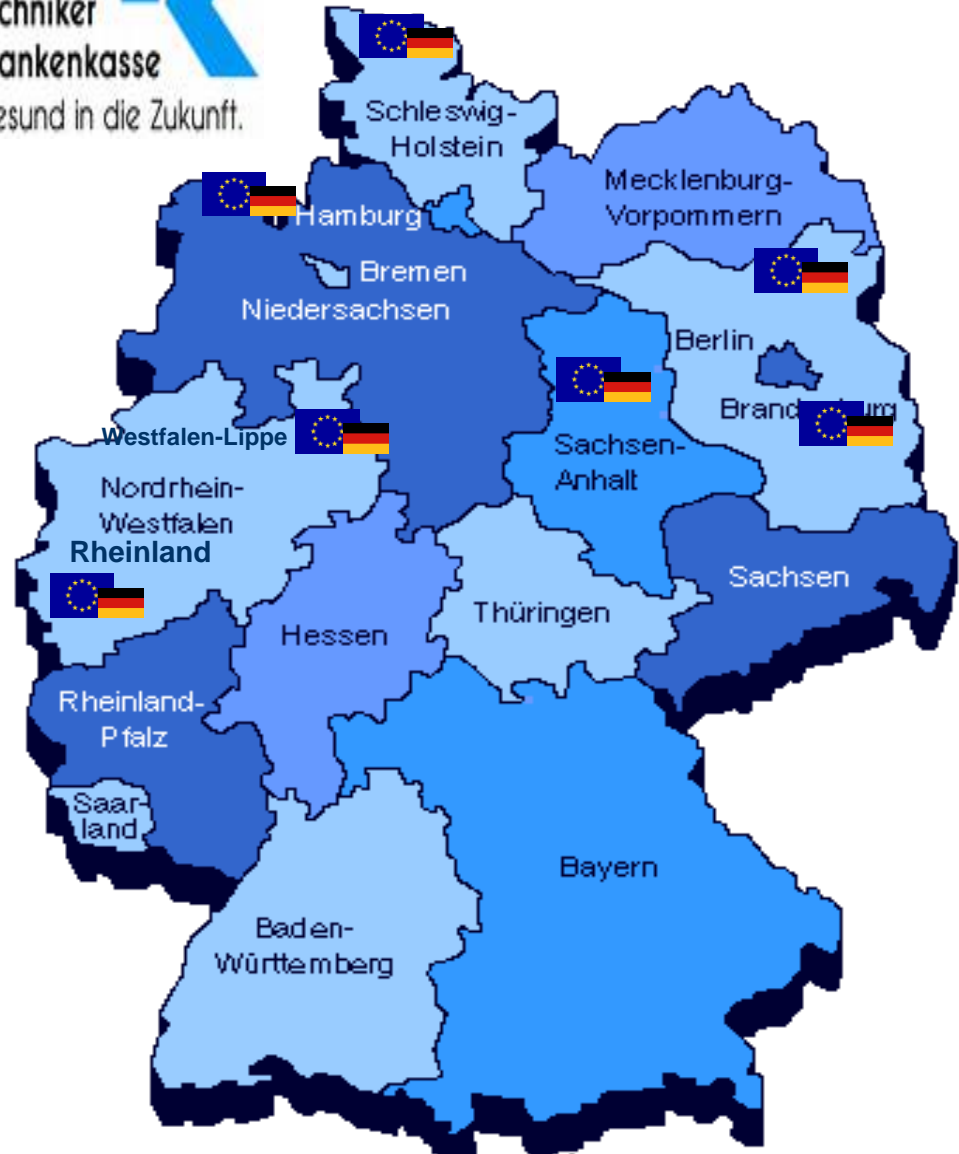 chniker
ankenkasse
esund in die Zukunft.
Schleswig-
Holstein
Mecklenburg-
Vorpommern
Hamburg
Bremen
Niedersachsen
Berlin
Westfalen-Lippe
Sachsen-
Anhalt
Nordrhein-
Westfalen
Rheinland
Sachsen
Thüringen
Hessen
Rheinland-
Pfalz
Saar-
land
Bayern
Baden-
Württemberg